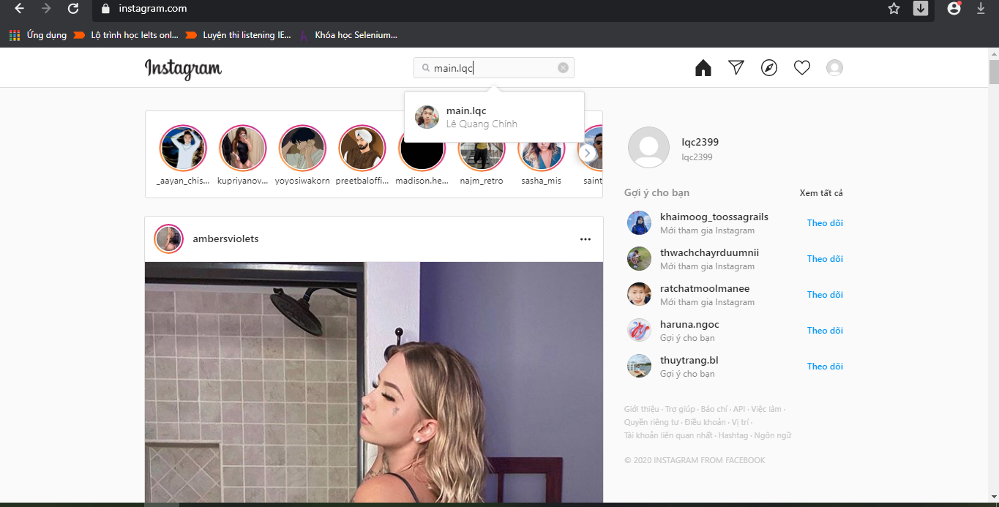 instagram.com
Ứng dụng
Lộ trình học Ielts onl...
Luyện thi listening IE...
Khóa học Selenium...
Instagram
main.lqc
main.lqc
Lê Quang Chính
_aayan_chis...
kupriyanov...
yoyosiwakorn
preetbaloffi...
madison.he...
najm_retro
sasha_mis
saint
lqc2399
lqc2399
Gợi ý cho bạn
Xem tất cả
khaimoog_toossagrails
Mới tham gia Instagram
Theo dõi
thwachchayrduumnii
Mới tham gia Instagram
Theo dõi
ratchatmoolmanee
Mới tham gia Instagram
Theo dõi
haruna.ngoc
Gợi ý cho bạn
Theo dõi
thuytrang.bl
Gợi ý cho bạn
Theo dõi
ambersviolets
Giới thiệu · Trợ giúp · Báo chí · API · Việc làm ·
Quyền riêng tư · Điều khoản · Vị trí ·
Tài khoản liên quan nhất · Hashtag · Ngôn ngữ
© 2020 INSTAGRAM FROM FACEBOOK